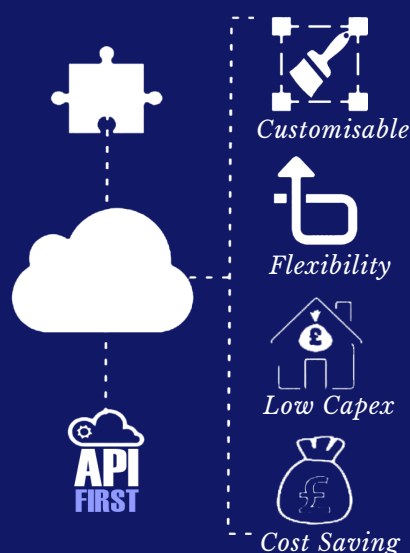 Customisable
Flexibility
£
Low Capex
API
FIRST
£
Cost Saving